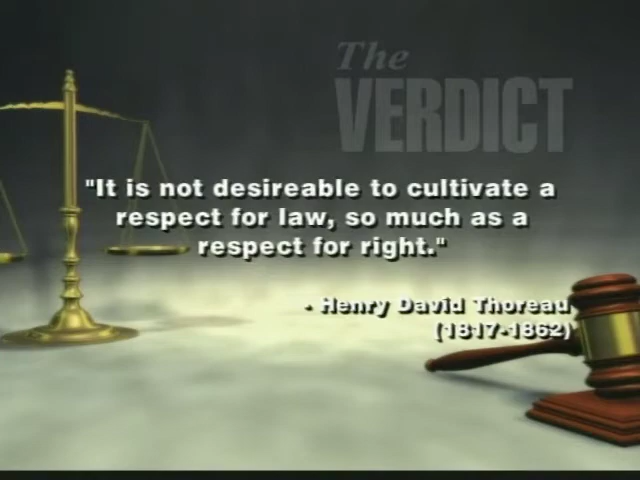 The
VERDICT
"It is not desireable to cultivate a
respect for law, so much as a
respect for right."
- Henry David Thoreau
(1817-1862)